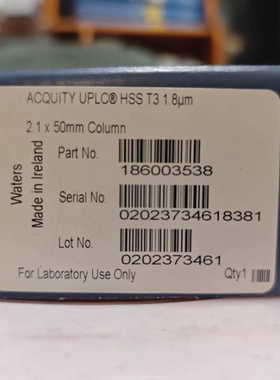 ACQUITY UPLC® HSS T3 1.8µm
2.1 x 50mm Column
Waters
Made in Ireland
Part No.
186003538
Serial No.
02023734618381
Lot No.
0202373461
For Laboratory Use Only
Qty1